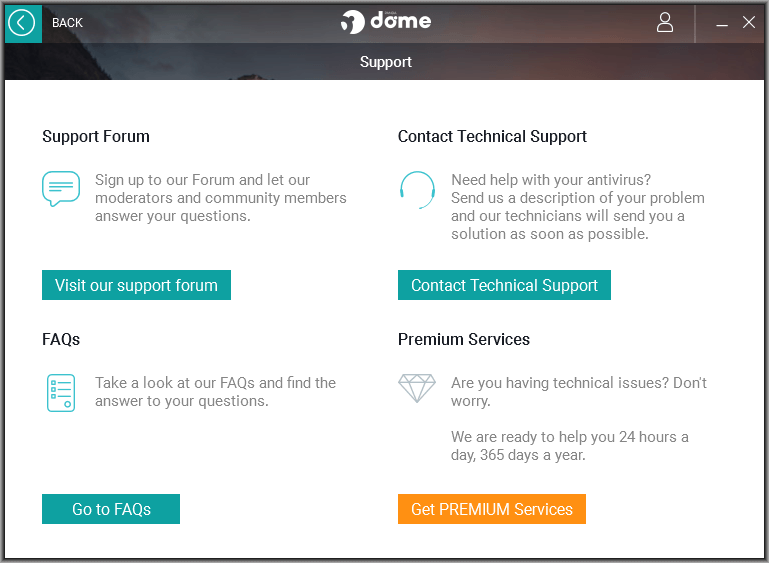 BACK
dome
Support
Support Forum
Sign up to our Forum and let our
moderators and community members
answer your questions.
Visit our support forum
Contact Technical Support
Need help with your antivirus?
Send us a description of your problem
and our technicians will send you a
solution as soon as possible.
Contact Technical Support
FAQs
Take a look at our FAQs and find the
answer to your questions.
Go to FAQs
Premium Services
Are you having technical issues? Don't
worry.
We are ready to help you 24 hours a
day, 365 days a year.
Get PREMIUM Services